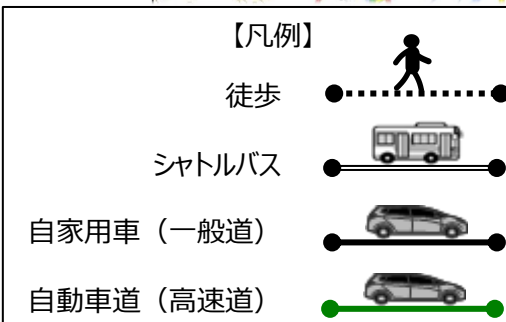 【凡例】
徒歩
シャトルバス
自家用車（一般道）
自動車道（高速道）